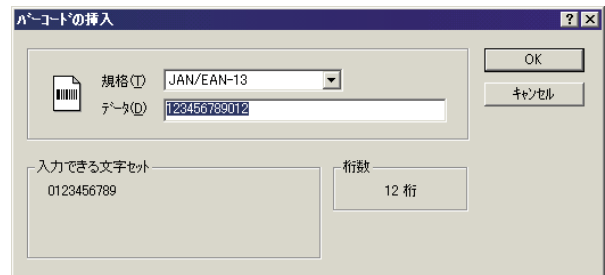 バーコードの挿入
規格(T) JAN/EAN-13
データ(D) 123456789012
OK
キャンセル
入力できる文字セット
0123456789
桁数
12 桁